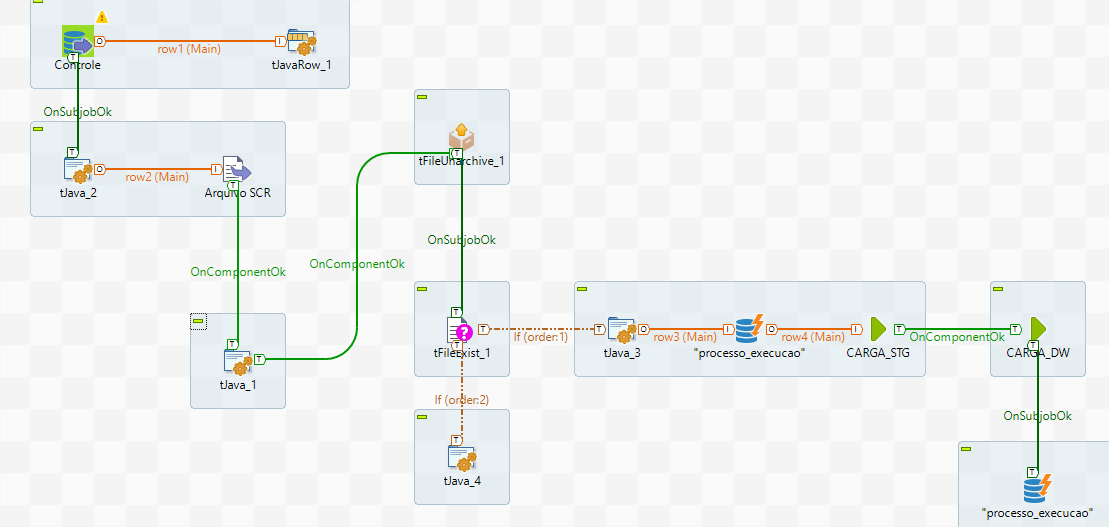 row1 (Main)
Controle
tJavaRow_1
OnSubjobOk
row2 (Main)
tJava_2
Arquivo SCR
tFileUnarchive_1
OnSubjobOk
OnComponentOk
OnComponentOk
tJava_1
tFileExist_1
If (order:1)
tJava_3
row3 (Main)
"processo_execucao"
row4 (Main)
CARGA_STG
OnComponentOk
CARGA_DW
If (order:2)
tJava_4
OnSubjobOk
"processo_execucao"